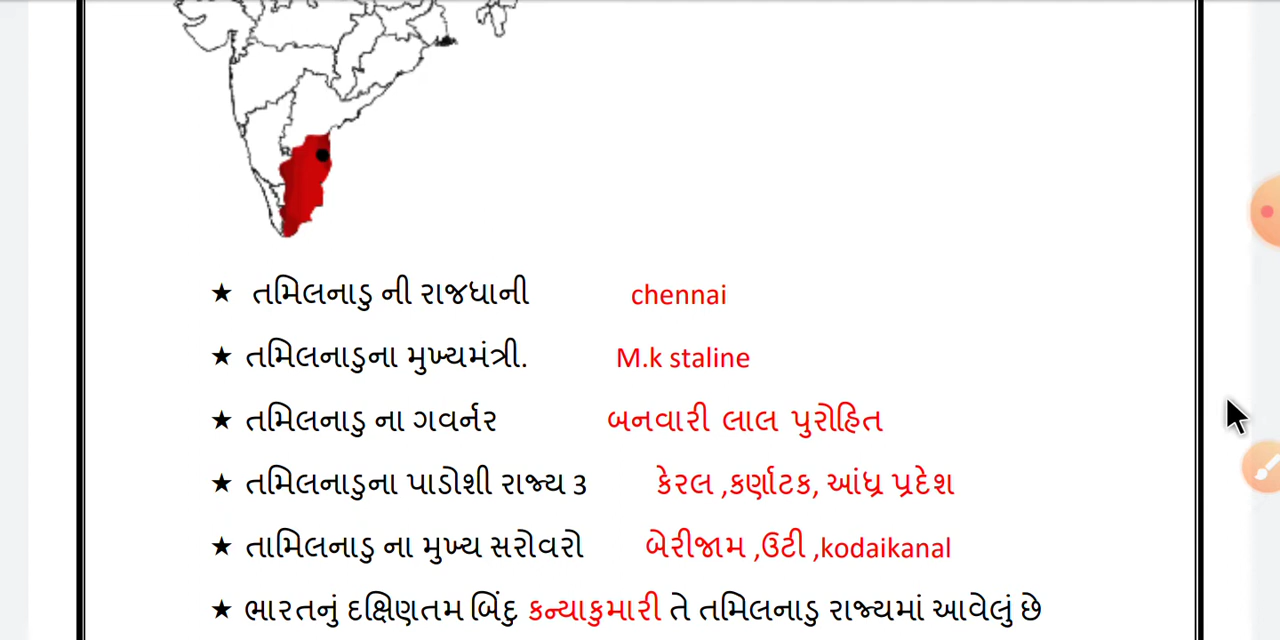 ★ તમિલનાડુ ની રાજધાની chennai
★ તમિલનાડુના મુખ્યમંત્રી. M.k staline
★ તમિલનાડુ ના ગવર્નર બનવારી લાલ પુરોહિત
★ તમિલનાડુના પાડોશી રાજ્ય 3 કેરલ ,કર્ણાટક, આંધ્ર પ્રદેશ
★ તામિલનાડુ ના મુખ્ય સરોવરો બેરીજામ ,ઉટી ,kodaikanal
★ ભારતનું દક્ષિણતમ બિંદુ કન્યાકુમારી તે તમિલનાડુ રાજ્યમાં આવેલું છે